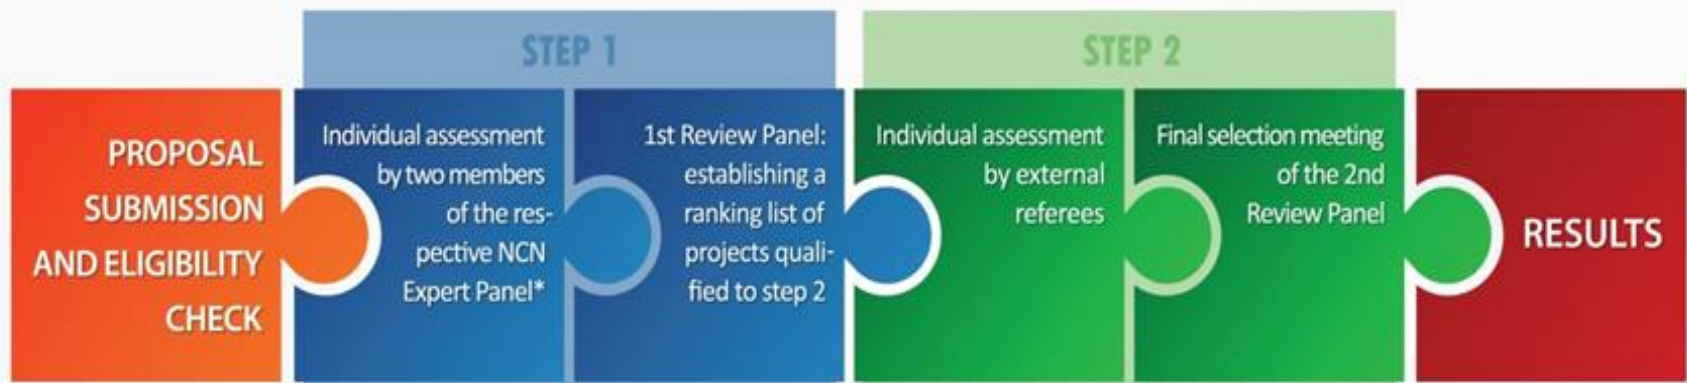 STEP 1
STEP 2
PROPOSAL
SUBMISSION
AND ELIGIBILITY
CHECK
Individual assessment
by two members
of the res-
pective NCN
Expert Panel*
1st Review Panel:
establishing a
ranking list of
projects quali-
fied to step 2
Individual assessment
by external
referees
Final selection meeting
of the 2nd
Review Panel
RESULTS